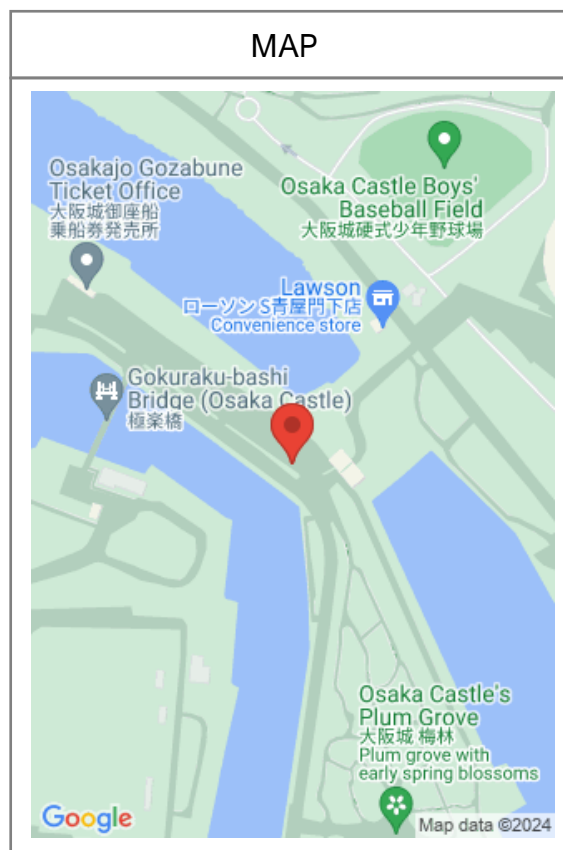 MAP
Osakajo Gozabune
Ticket Office
大阪城御座船
乗船券発売所
Osaka Castle Boys'
Baseball Field
大阪城硬式少年野球場
Lawson
ローソン S青屋門下店
Convenience store
Gokuraku-bashi
Bridge (Osaka Castle)
極楽橋
Osaka Castle's
Plum Grove
大阪城 梅林
Plum grove with
early spring blossoms
Google
Map data ©2024